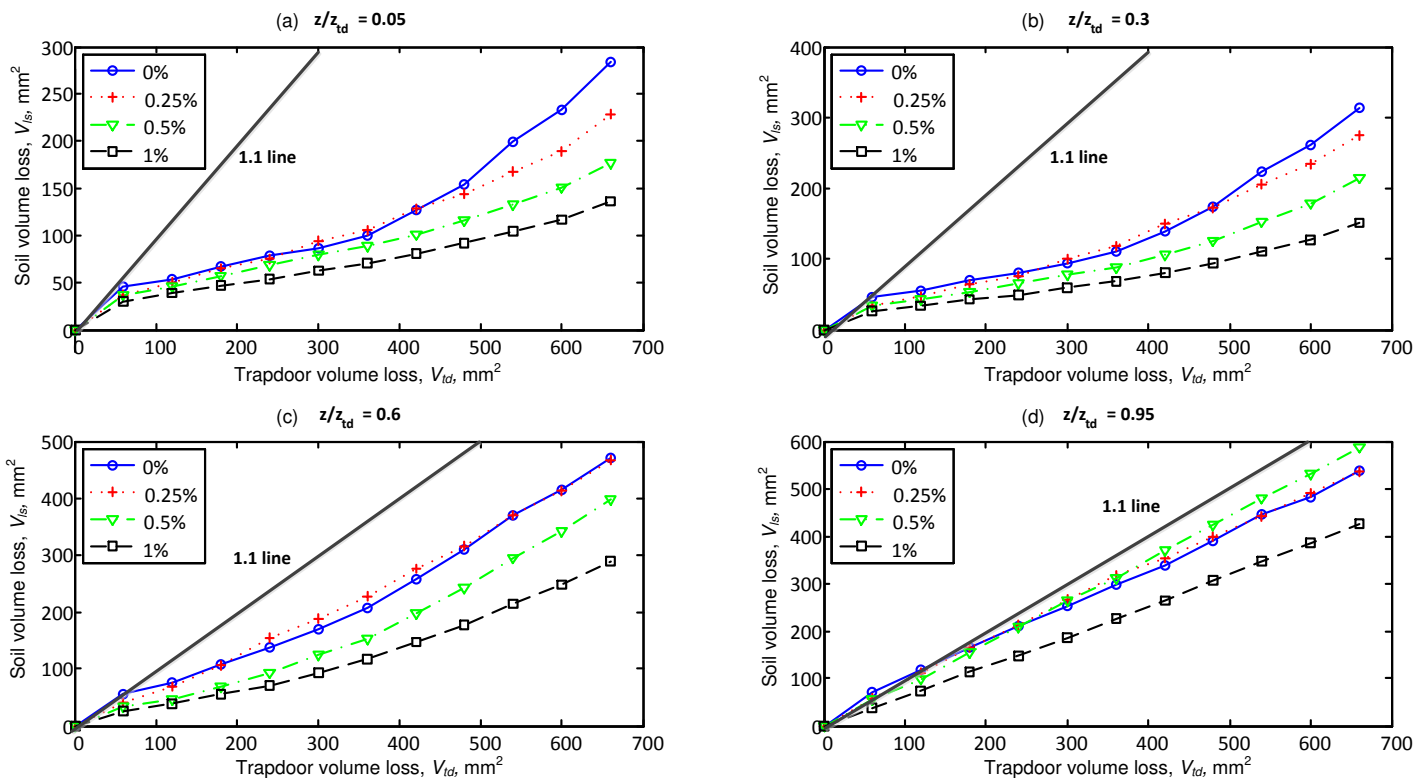 (a) z/z_td = 0.05
Soil volume loss, V_ls, mm²
300
250
200
150
100
50
0
0%
0.25%
0.5%
1%
1.1 line
0 100 200 300 400 500 600 700
Trapdoor volume loss, V_td, mm²
(b) z/z_td = 0.3
Soil volume loss, V_ls, mm²
400
300
200
100
0
0%
0.25%
0.5%
1%
1.1 line
0 100 200 300 400 500 600 700
Trapdoor volume loss, V_td, mm²
(c) z/z_td = 0.6
Soil volume loss, V_ls, mm²
500
400
300
200
100
0
0%
0.25%
0.5%
1%
1.1 line
0 100 200 300 400 500 600 700
Trapdoor volume loss, V_td, mm²
(d) z/z_td = 0.95
Soil volume loss, V_ls, mm²
600
500
400
300
200
100
0
0%
0.25%
0.5%
1%
1.1 line
0 100 200 300 400 500 600 700
Trapdoor volume loss, V_td, mm²